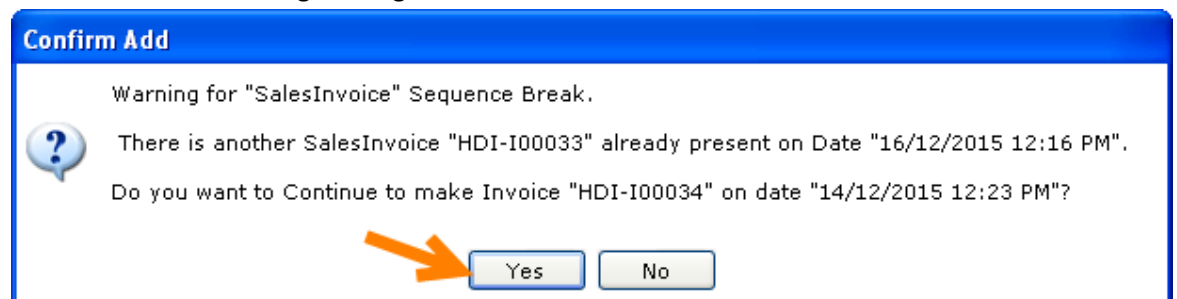 Confirm Add
Warning for "SalesInvoice" Sequence Break.
There is another SalesInvoice "HDI-I00033" already present on Date "16/12/2015 12:16 PM".
Do you want to Continue to make Invoice "HDI-I00034" on date "14/12/2015 12:23 PM"?
Yes No